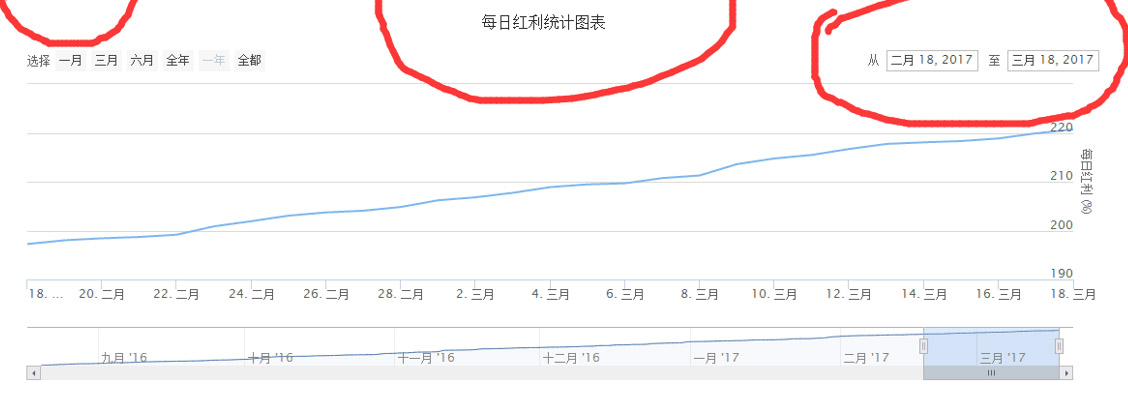 每日红利统计图表
选择 一月 三月 六月 全年 一年 全都 从 二月 18, 2017 至 三月 18, 2017
220
210
200
190
每日红利 (%)
18. ... 20. 二月 22. 二月 24. 二月 26. 二月 28. 二月 2. 三月 4. 三月 6. 三月 8. 三月 10. 三月 12. 三月 14. 三月 16. 三月 18. 三月
九月 '16 十月 '16 十一月 '16 十二月 '16 一月 '17 二月 '17 三月 '17